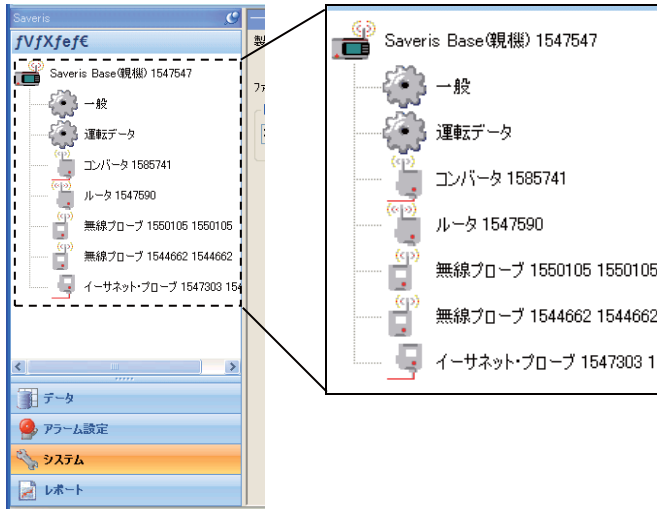 Saveris
ƒVƒXƒeƒ€
Saveris Base(親機) 1547547
一般
運転データ
コンバータ 1585741
ルータ 1547590
無線プローブ 1550105 1550105
無線プローブ 1544662 1544662
イーサネット・プローブ 1547303 154
データ
アラーム設定
システム
レポート
製
ファ
Saveris Base(親機) 1547547
一般
運転データ
コンバータ 1585741
ルータ 1547590
無線プローブ 1550105 1550105
無線プローブ 1544662 1544662
イーサネット・プローブ 1547303 1